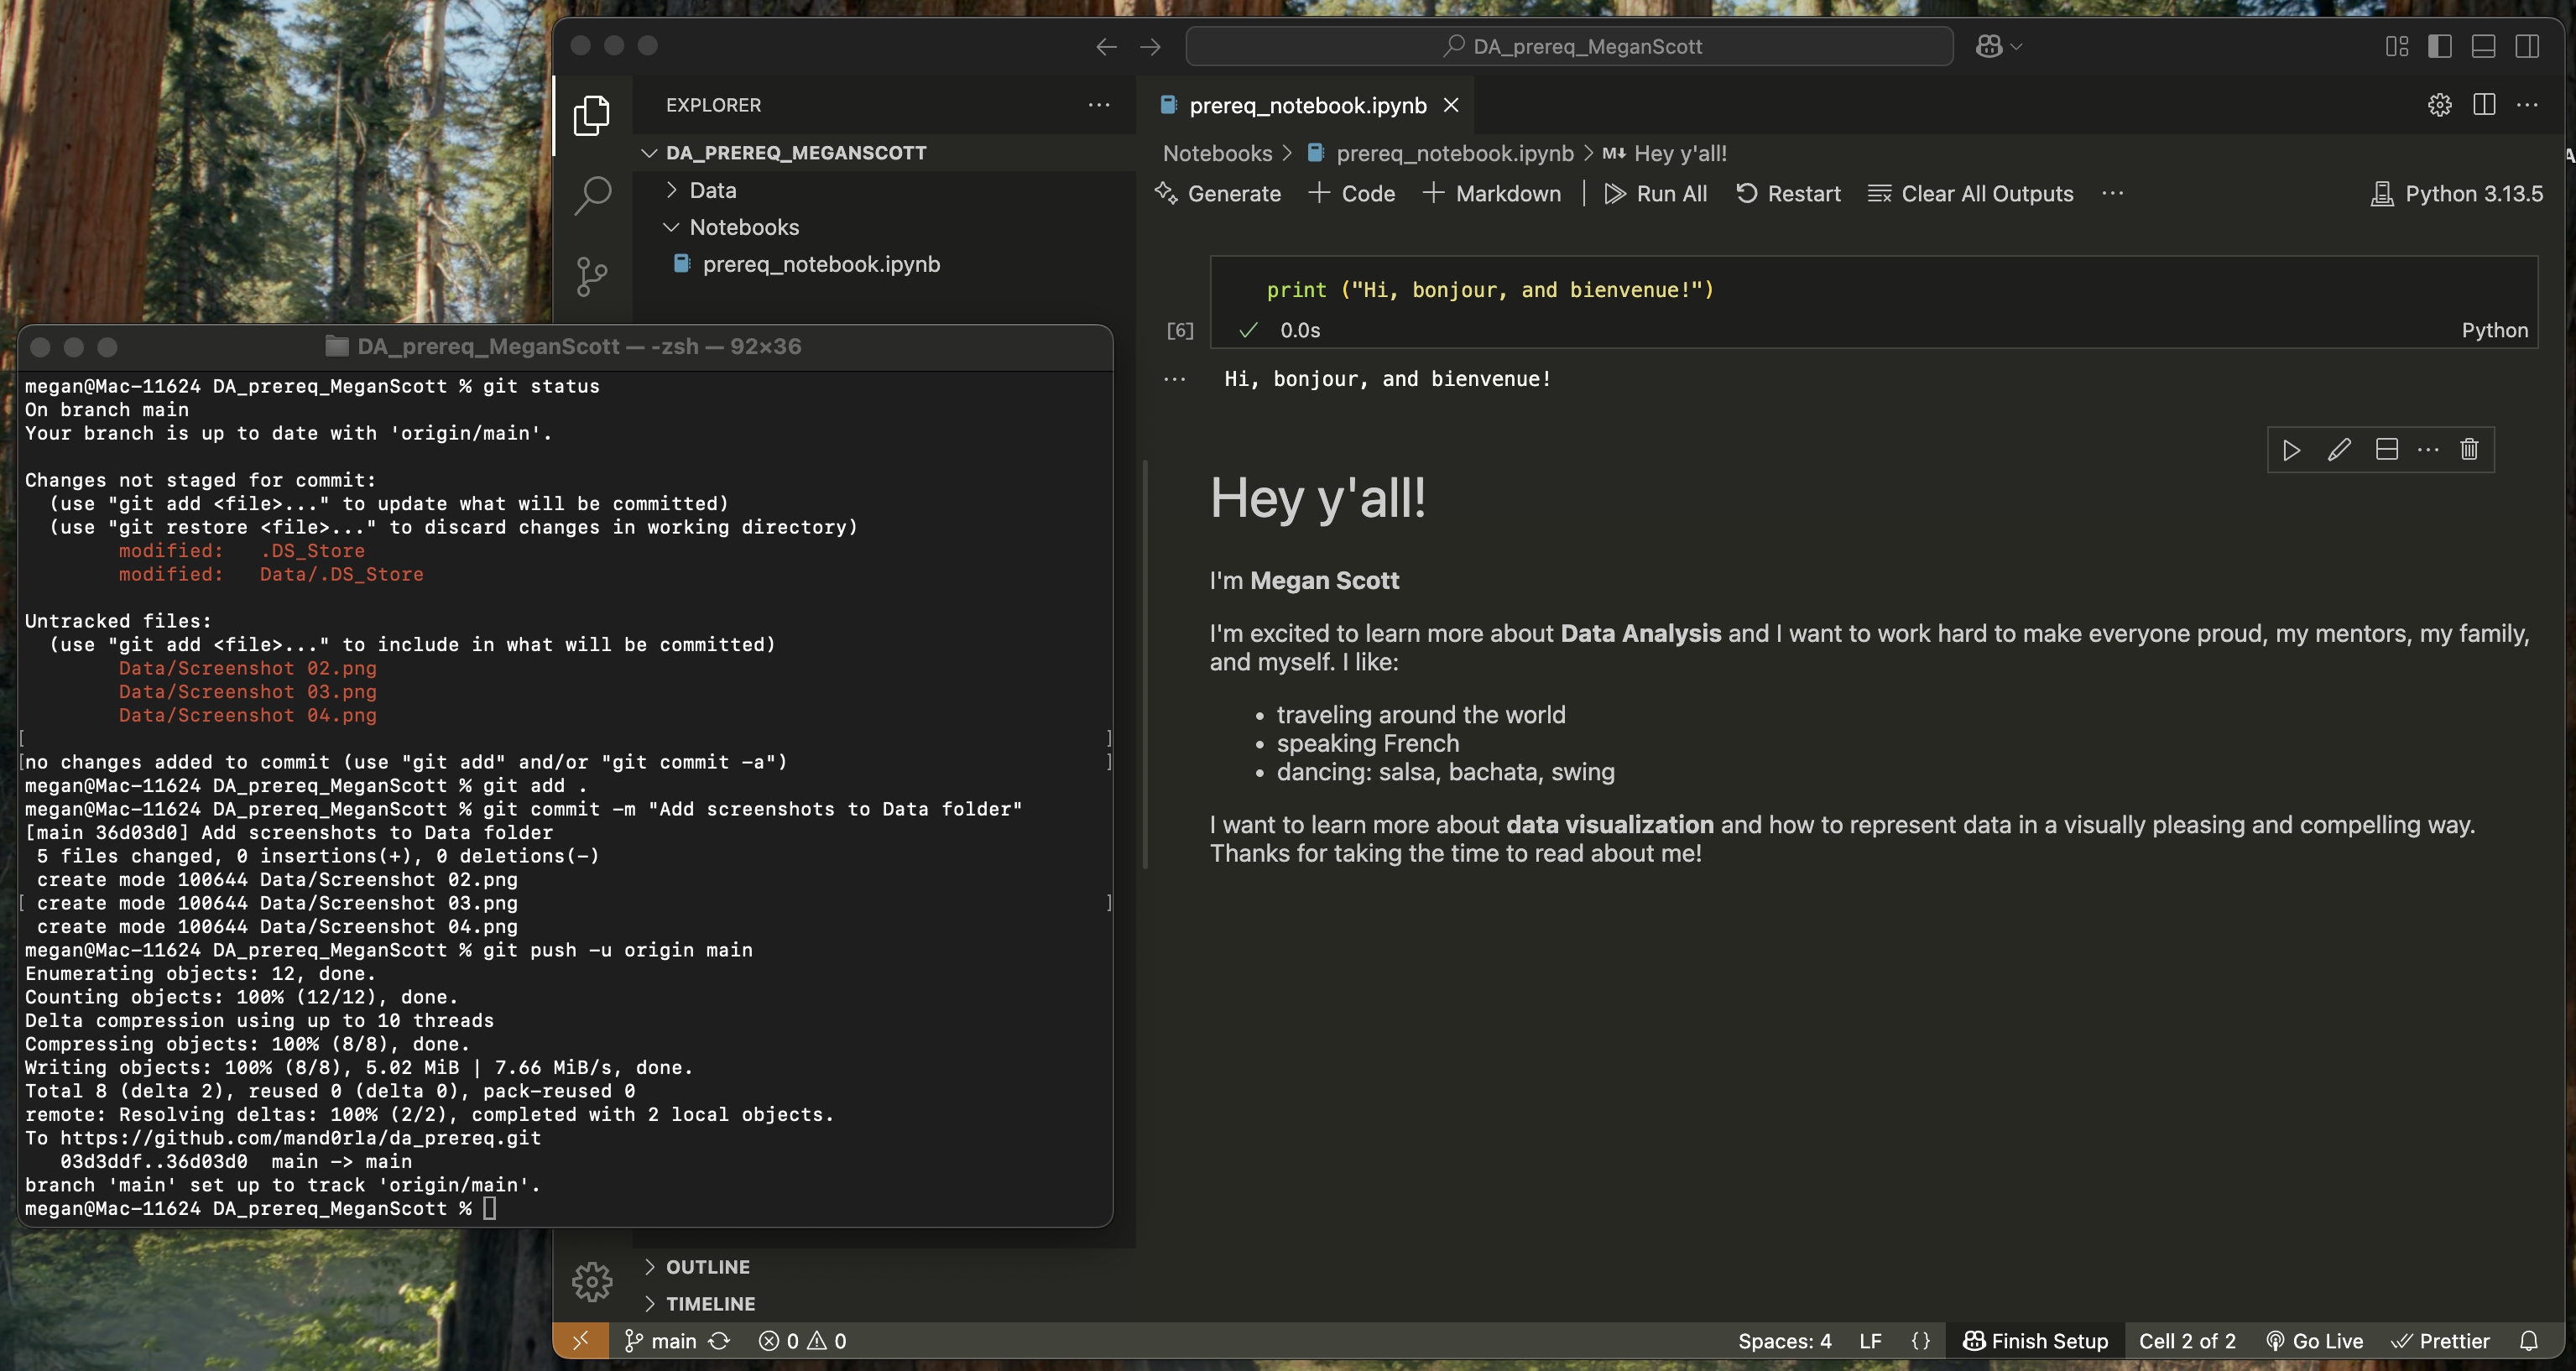 DA_prereq_MeganScott
EXPLORER
DA_PREREQ_MEGANSCOTT
Data
Notebooks
prereq_notebook.ipynb
OUTLINE
TIMELINE
prereq_notebook.ipynb
Notebooks > prereq_notebook.ipynb > M↓ Hey y'all!
Generate + Code + Markdown | Run All Restart Clear All Outputs ··· Python 3.13.5
print ("Hi, bonjour, and bienvenue!")
[6] ✓ 0.0s Python
··· Hi, bonjour, and bienvenue!
Hey y'all!
I'm Megan Scott
I'm excited to learn more about Data Analysis and I want to work hard to make everyone proud, my mentors, my family,
and myself. I like:
• traveling around the world
• speaking French
• dancing: salsa, bachata, swing
I want to learn more about data visualization and how to represent data in a visually pleasing and compelling way.
Thanks for taking the time to read about me!
main 0 0 Spaces: 4 LF {} Finish Setup Cell 2 of 2 Go Live Prettier
DA_prereq_MeganScott — -zsh — 92×36
megan@Mac-11624 DA_prereq_MeganScott % git status
On branch main
Your branch is up to date with 'origin/main'.
Changes not staged for commit:
(use "git add <file>..." to update what will be committed)
(use "git restore <file>..." to discard changes in working directory)
modified: .DS_Store
modified: Data/.DS_Store
Untracked files:
(use "git add <file>..." to include in what will be committed)
Data/Screenshot 02.png
Data/Screenshot 03.png
Data/Screenshot 04.png
[ ]
[no changes added to commit (use "git add" and/or "git commit -a") ]
megan@Mac-11624 DA_prereq_MeganScott % git add .
megan@Mac-11624 DA_prereq_MeganScott % git commit -m "Add screenshots to Data folder"
[main 36d03d0] Add screenshots to Data folder
5 files changed, 0 insertions(+), 0 deletions(-)
create mode 100644 Data/Screenshot 02.png
[ create mode 100644 Data/Screenshot 03.png ]
create mode 100644 Data/Screenshot 04.png
megan@Mac-11624 DA_prereq_MeganScott % git push -u origin main
Enumerating objects: 12, done.
Counting objects: 100% (12/12), done.
Delta compression using up to 10 threads
Compressing objects: 100% (8/8), done.
Writing objects: 100% (8/8), 5.02 MiB | 7.66 MiB/s, done.
Total 8 (delta 2), reused 0 (delta 0), pack-reused 0
remote: Resolving deltas: 100% (2/2), completed with 2 local objects.
To https://github.com/mand0rla/da_prereq.git
03d3ddf..36d03d0 main -> main
branch 'main' set up to track 'origin/main'.
megan@Mac-11624 DA_prereq_MeganScott %